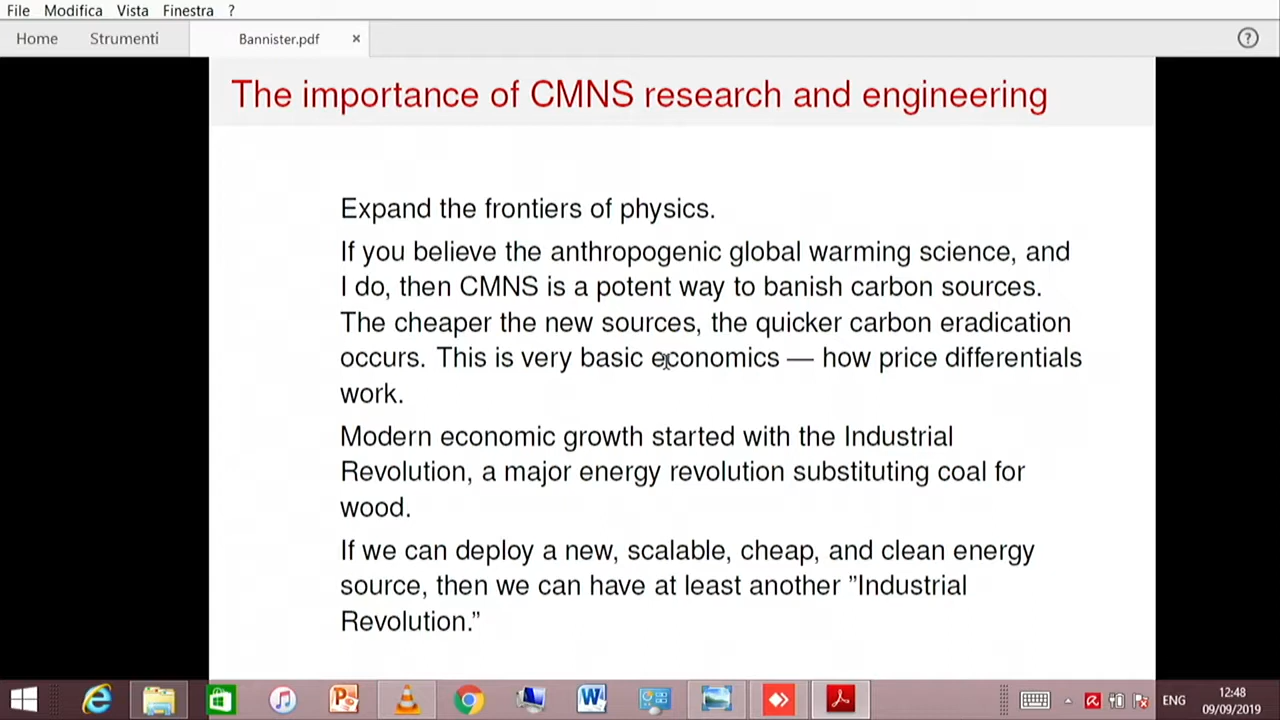 File Modifica Vista Finestra ?
Home Strumenti Bannister.pdf × ?
The importance of CMNS research and engineering
Expand the frontiers of physics.
If you believe the anthropogenic global warming science, and
I do, then CMNS is a potent way to banish carbon sources.
The cheaper the new sources, the quicker carbon eradication
occurs. This is very basic economics — how price differentials
work.
Modern economic growth started with the Industrial
Revolution, a major energy revolution substituting coal for
wood.
If we can deploy a new, scalable, cheap, and clean energy
source, then we can have at least another ”Industrial
Revolution.”
ENG
12:48
09/09/2019